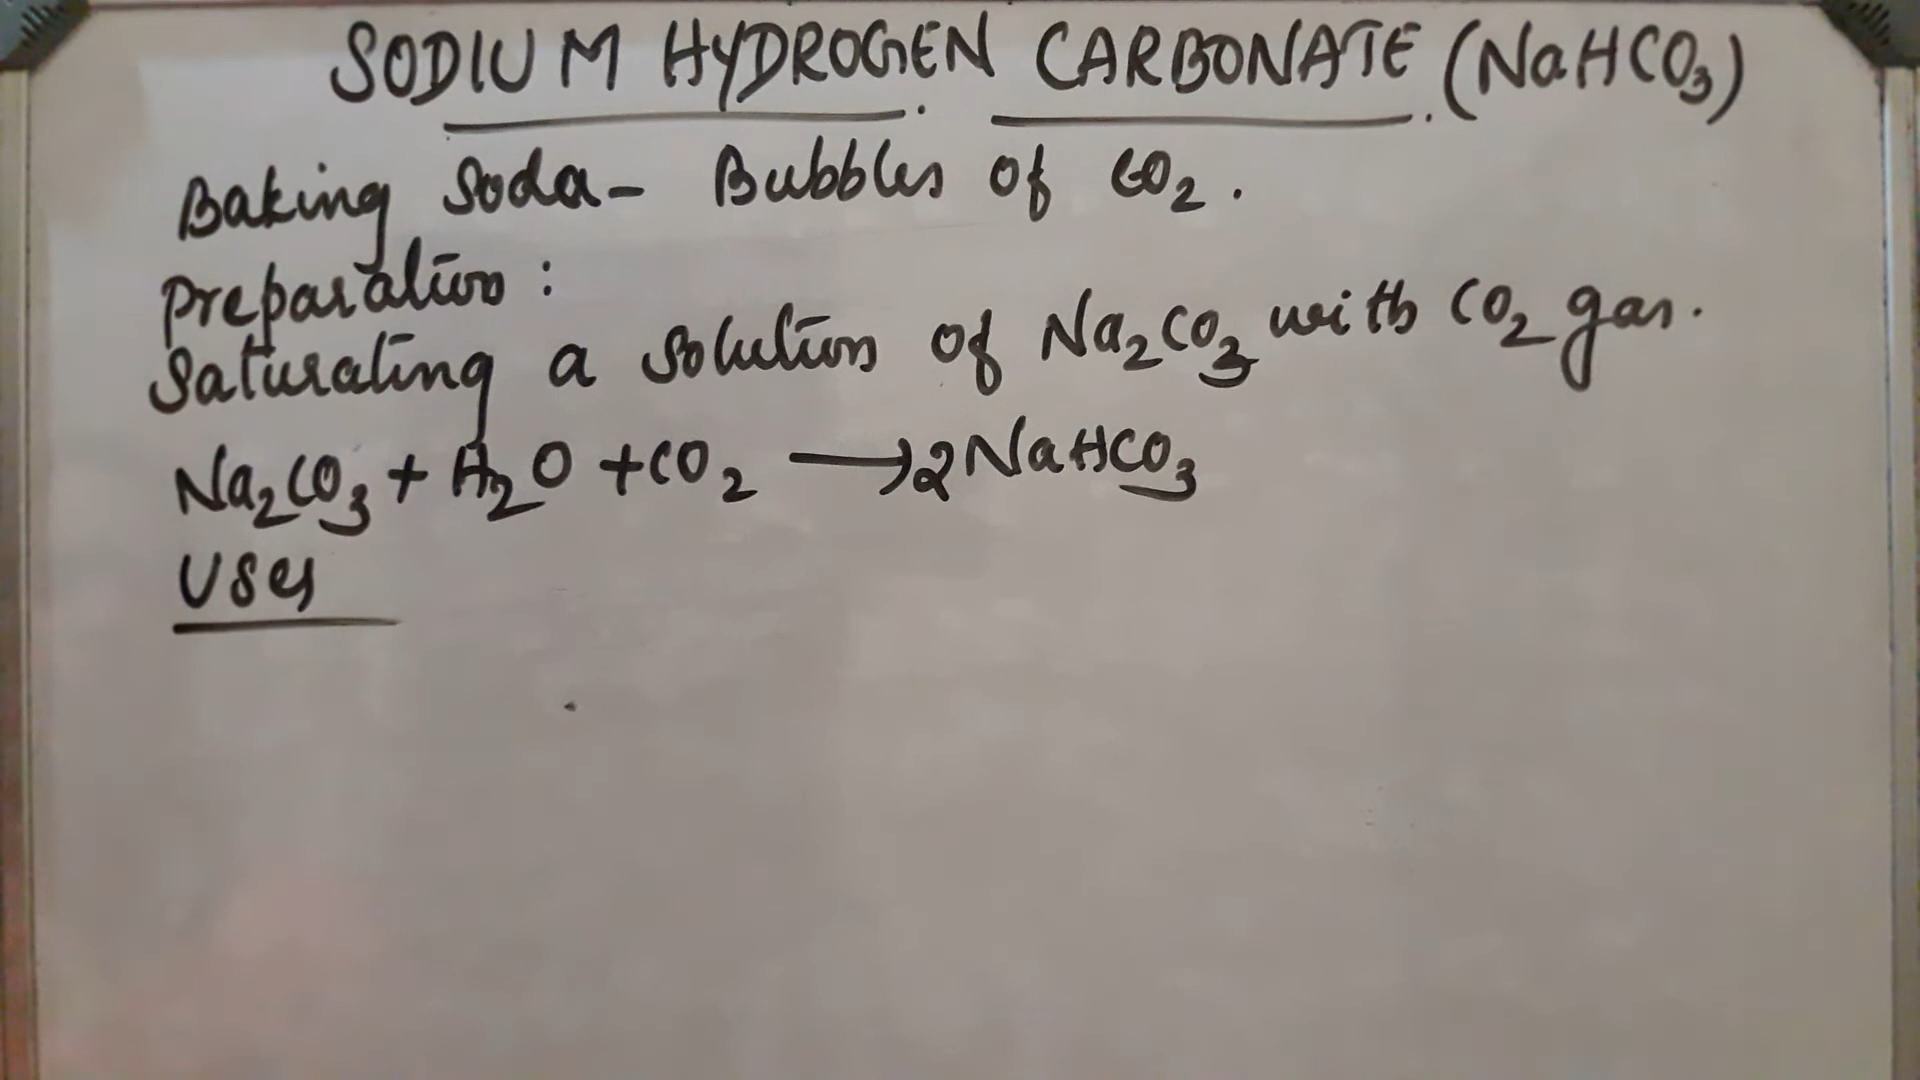 SODIUM HYDROGEN CARBONATE (NaHCO₃)
Baking Soda - Bubbles of CO₂.
Preparation :
Saturating a solution of Na₂CO₃ with CO₂ gas.
Na₂CO₃ + H₂O + CO₂ → 2NaHCO₃
Uses